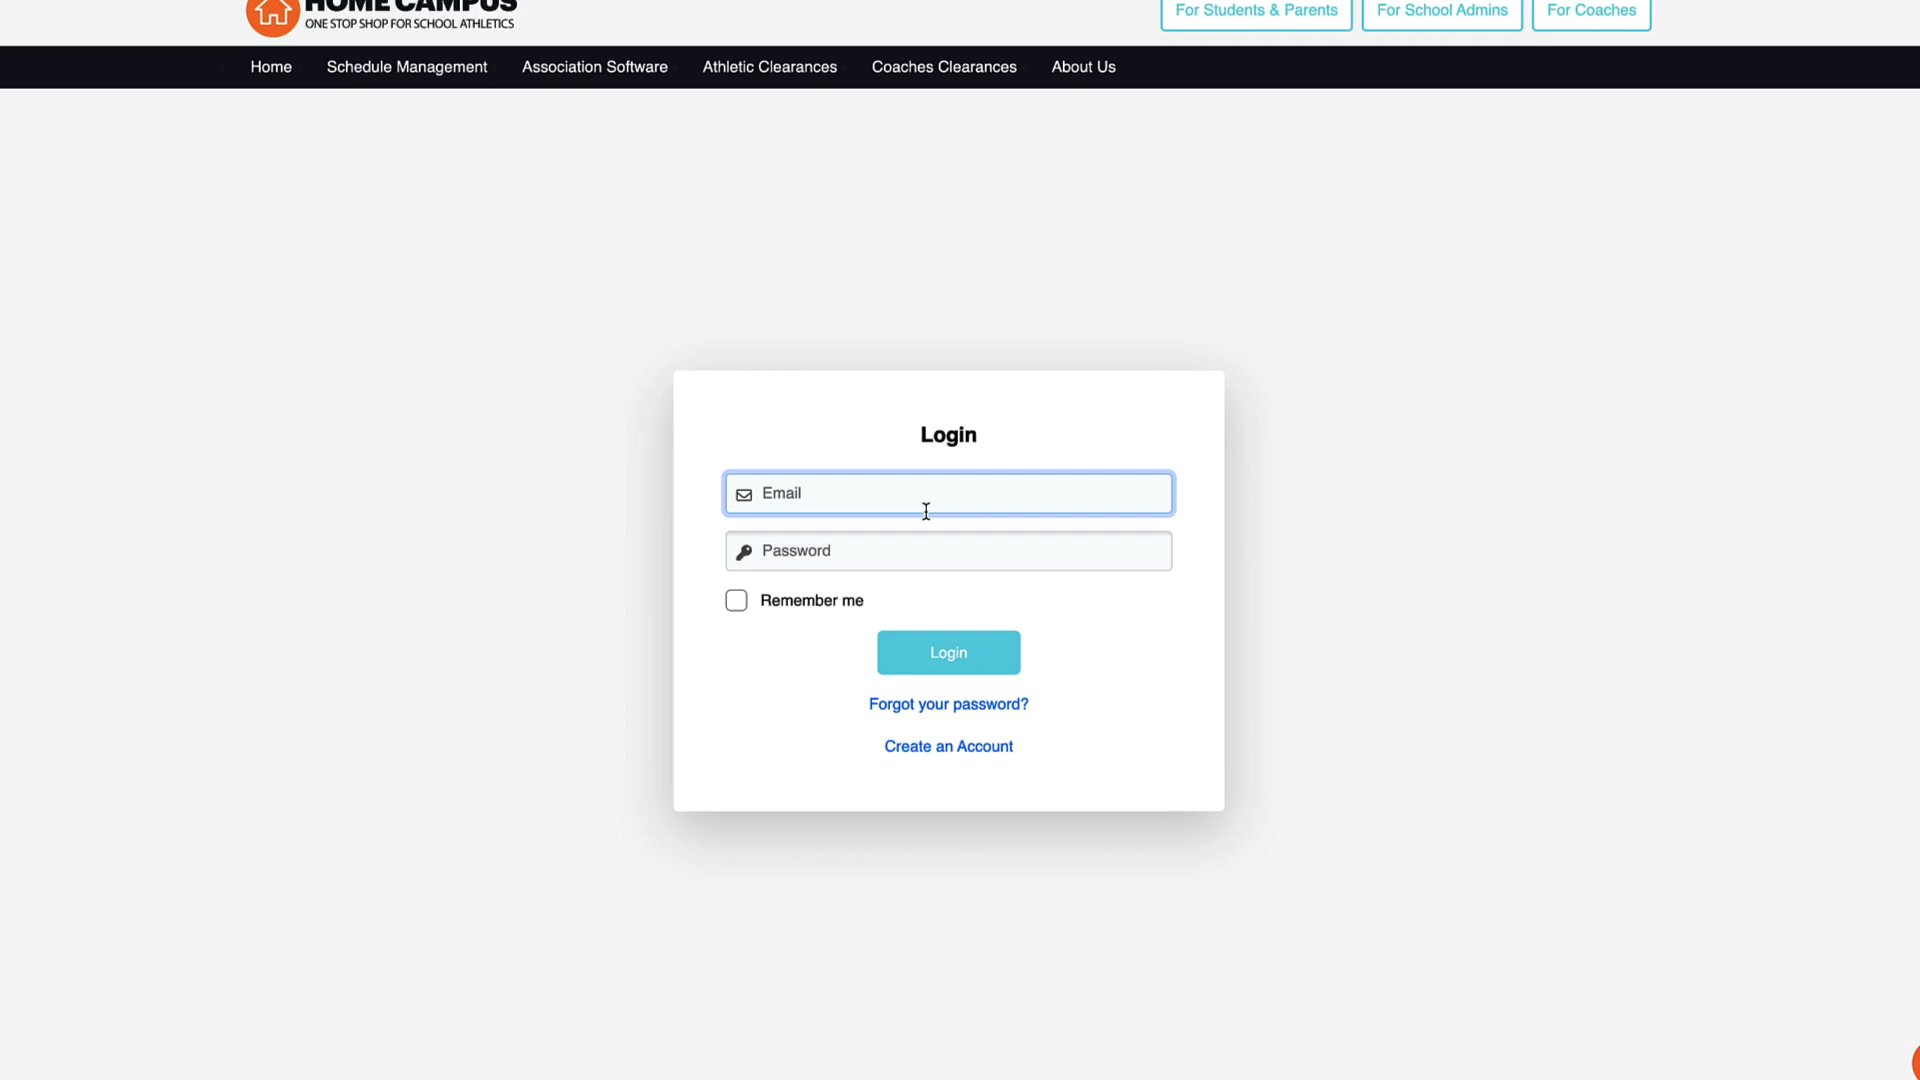 HOME CAMPUS
ONE STOP SHOP FOR SCHOOL ATHLETICS
For Students & Parents
For School Admins
For Coaches
Home
Schedule Management
Association Software
Athletic Clearances
Coaches Clearances
About Us
Login
Email
Password
Remember me
Login
Forgot your password?
Create an Account